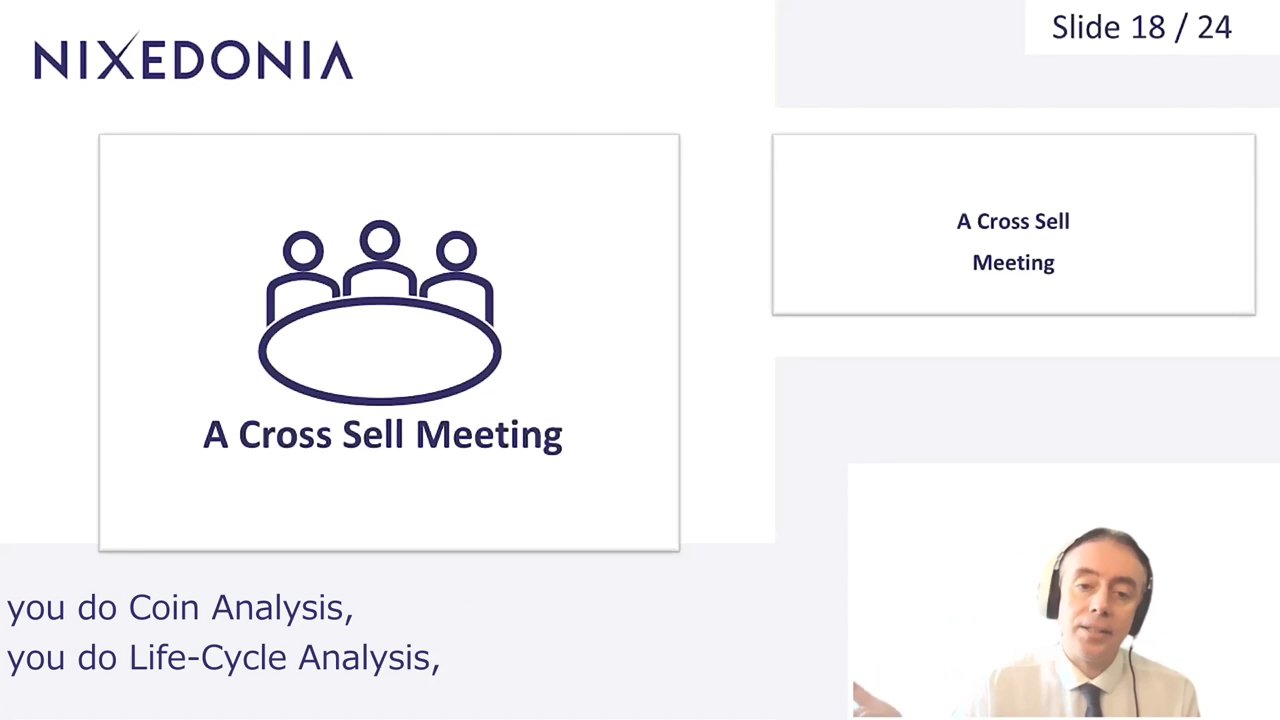 NIXEDONIA
Slide 18 / 24
A Cross Sell Meeting
A Cross Sell
Meeting
you do Coin Analysis,
you do Life-Cycle Analysis,